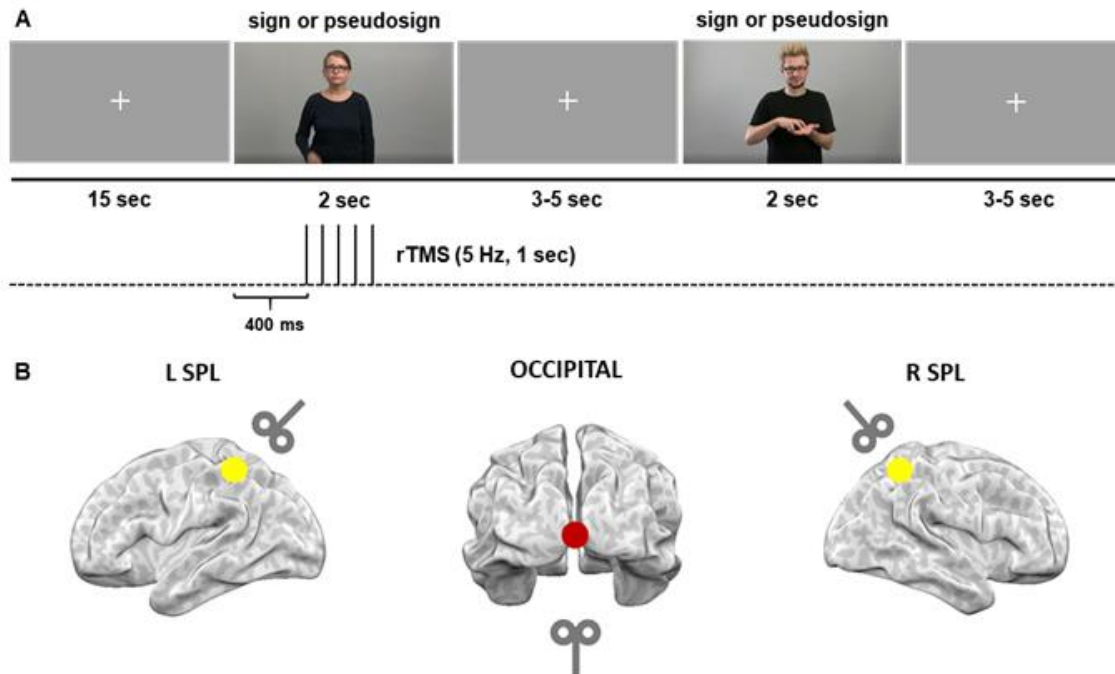 A
sign or pseudosign
sign or pseudosign
15 sec
2 sec
3-5 sec
2 sec
3-5 sec
rTMS (5 Hz, 1 sec)
400 ms
B
L SPL
OCCIPITAL
R SPL